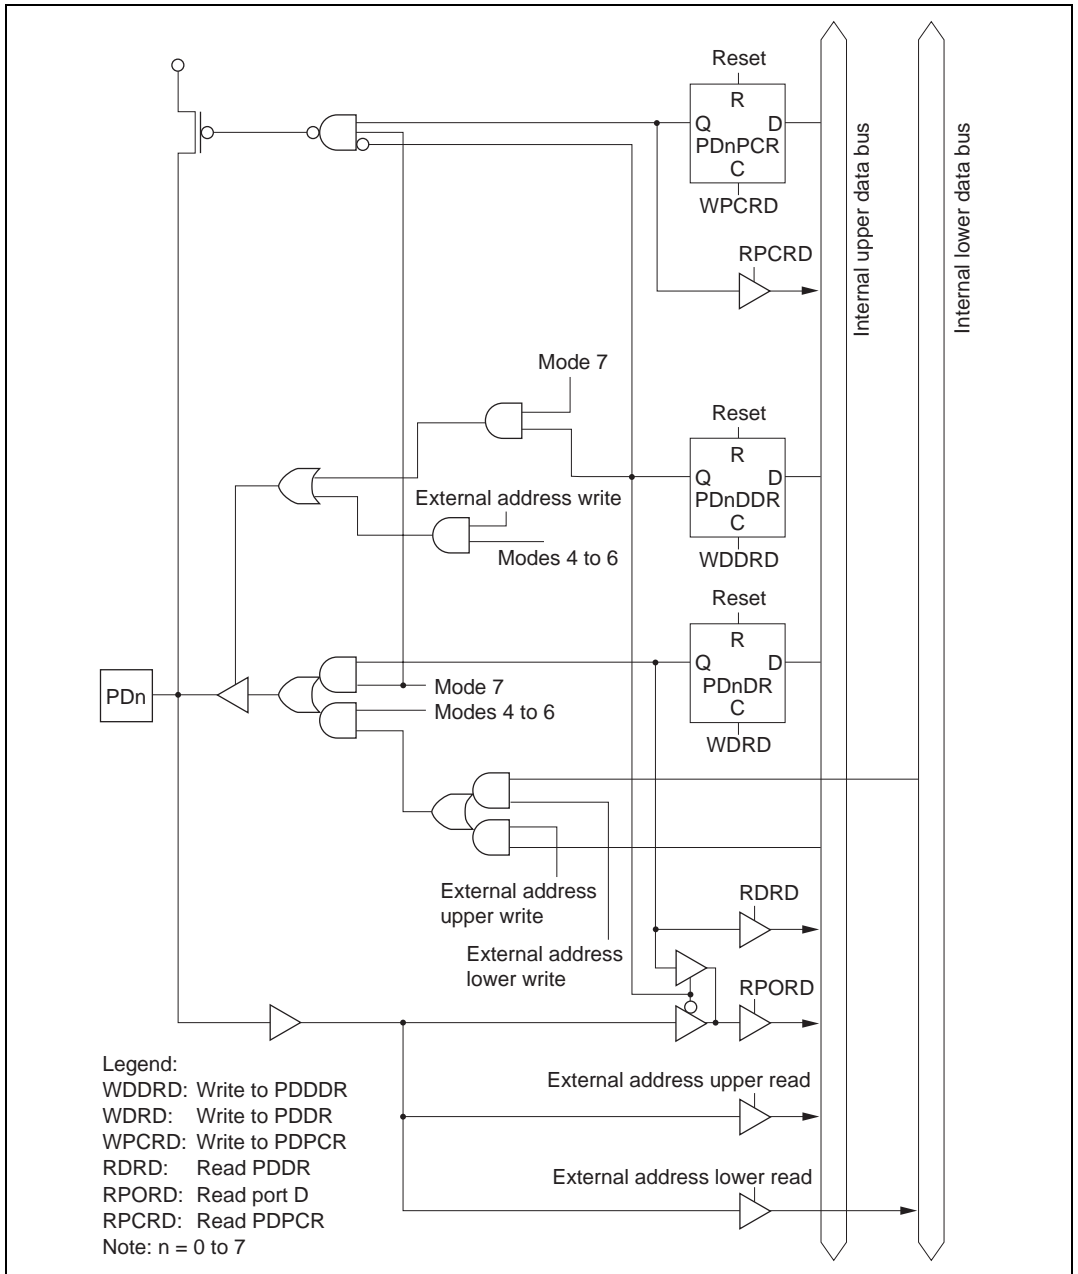 Reset
R
Q D
PDnPCR
C
WPCRD
RPCRD
Internal upper data bus
Internal lower data bus
Mode 7
Reset
R
Q D
PDnDDR
C
WDDRD
External address write
Modes 4 to 6
Reset
R
Q D
PDnDR
C
WDRD
PDn
Mode 7
Modes 4 to 6
External address
upper write
External address
lower write
RDRD
RPORD
External address upper read
External address lower read
Legend:
WDDRD: Write to PDDDR
WDRD: Write to PDDR
WPCRD: Write to PDPCR
RDRD: Read PDDR
RPORD: Read port D
RPCRD: Read PDPCR
Note: n = 0 to 7